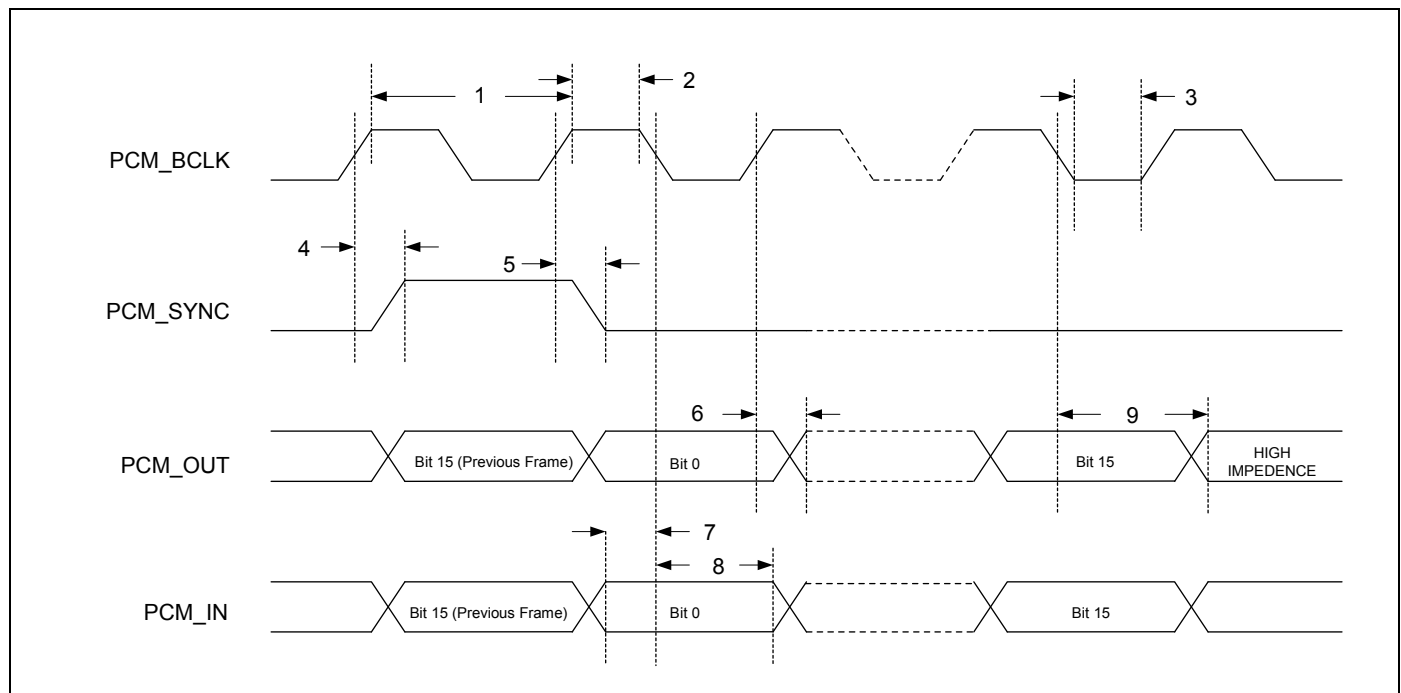 1
2
3
PCM_BCLK
4
5
PCM_SYNC
6
9
PCM_OUT
Bit 15 (Previous Frame)
Bit 0
Bit 15
HIGH
IMPEDENCE
7
8
PCM_IN
Bit 15 (Previous Frame)
Bit 0
Bit 15